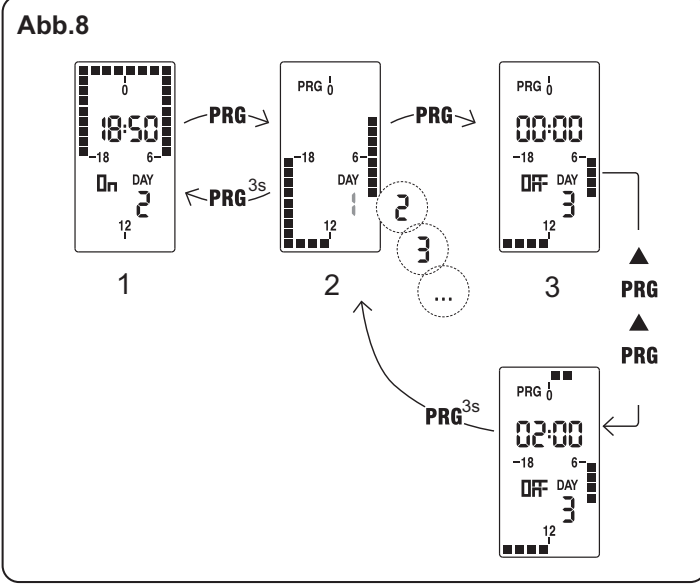 Abb.8
0
18:50
-18 6-
On DAY
2
12
1
PRG
PRG 3s
PRG 0
-18 6-
DAY
1
12
2
2
3
...
PRG
PRG 0
00:00
-18 6-
OFF DAY
3
12
3
▲
PRG
▲
PRG
PRG 3s
PRG 0
02:00
-18 6-
OFF DAY
3
12